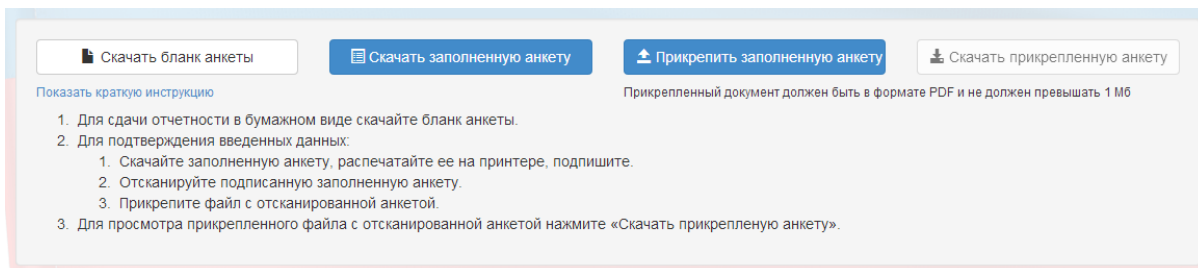 Скачать бланк анкеты
Скачать заполненную анкету
Прикрепить заполненную анкету
Скачать прикрепленную анкету
Показать краткую инструкцию
Прикрепленный документ должен быть в формате PDF и не должен превышать 1 Мб
1. Для сдачи отчетности в бумажном виде скачайте бланк анкеты.
2. Для подтверждения введенных данных:
1. Скачайте заполненную анкету, распечатайте ее на принтере, подпишите.
2. Отсканируйте подписанную заполненную анкету.
3. Прикрепите файл с отсканированной анкетой.
3. Для просмотра прикрепленного файла с отсканированной анкетой нажмите «Скачать прикрепленую анкету».